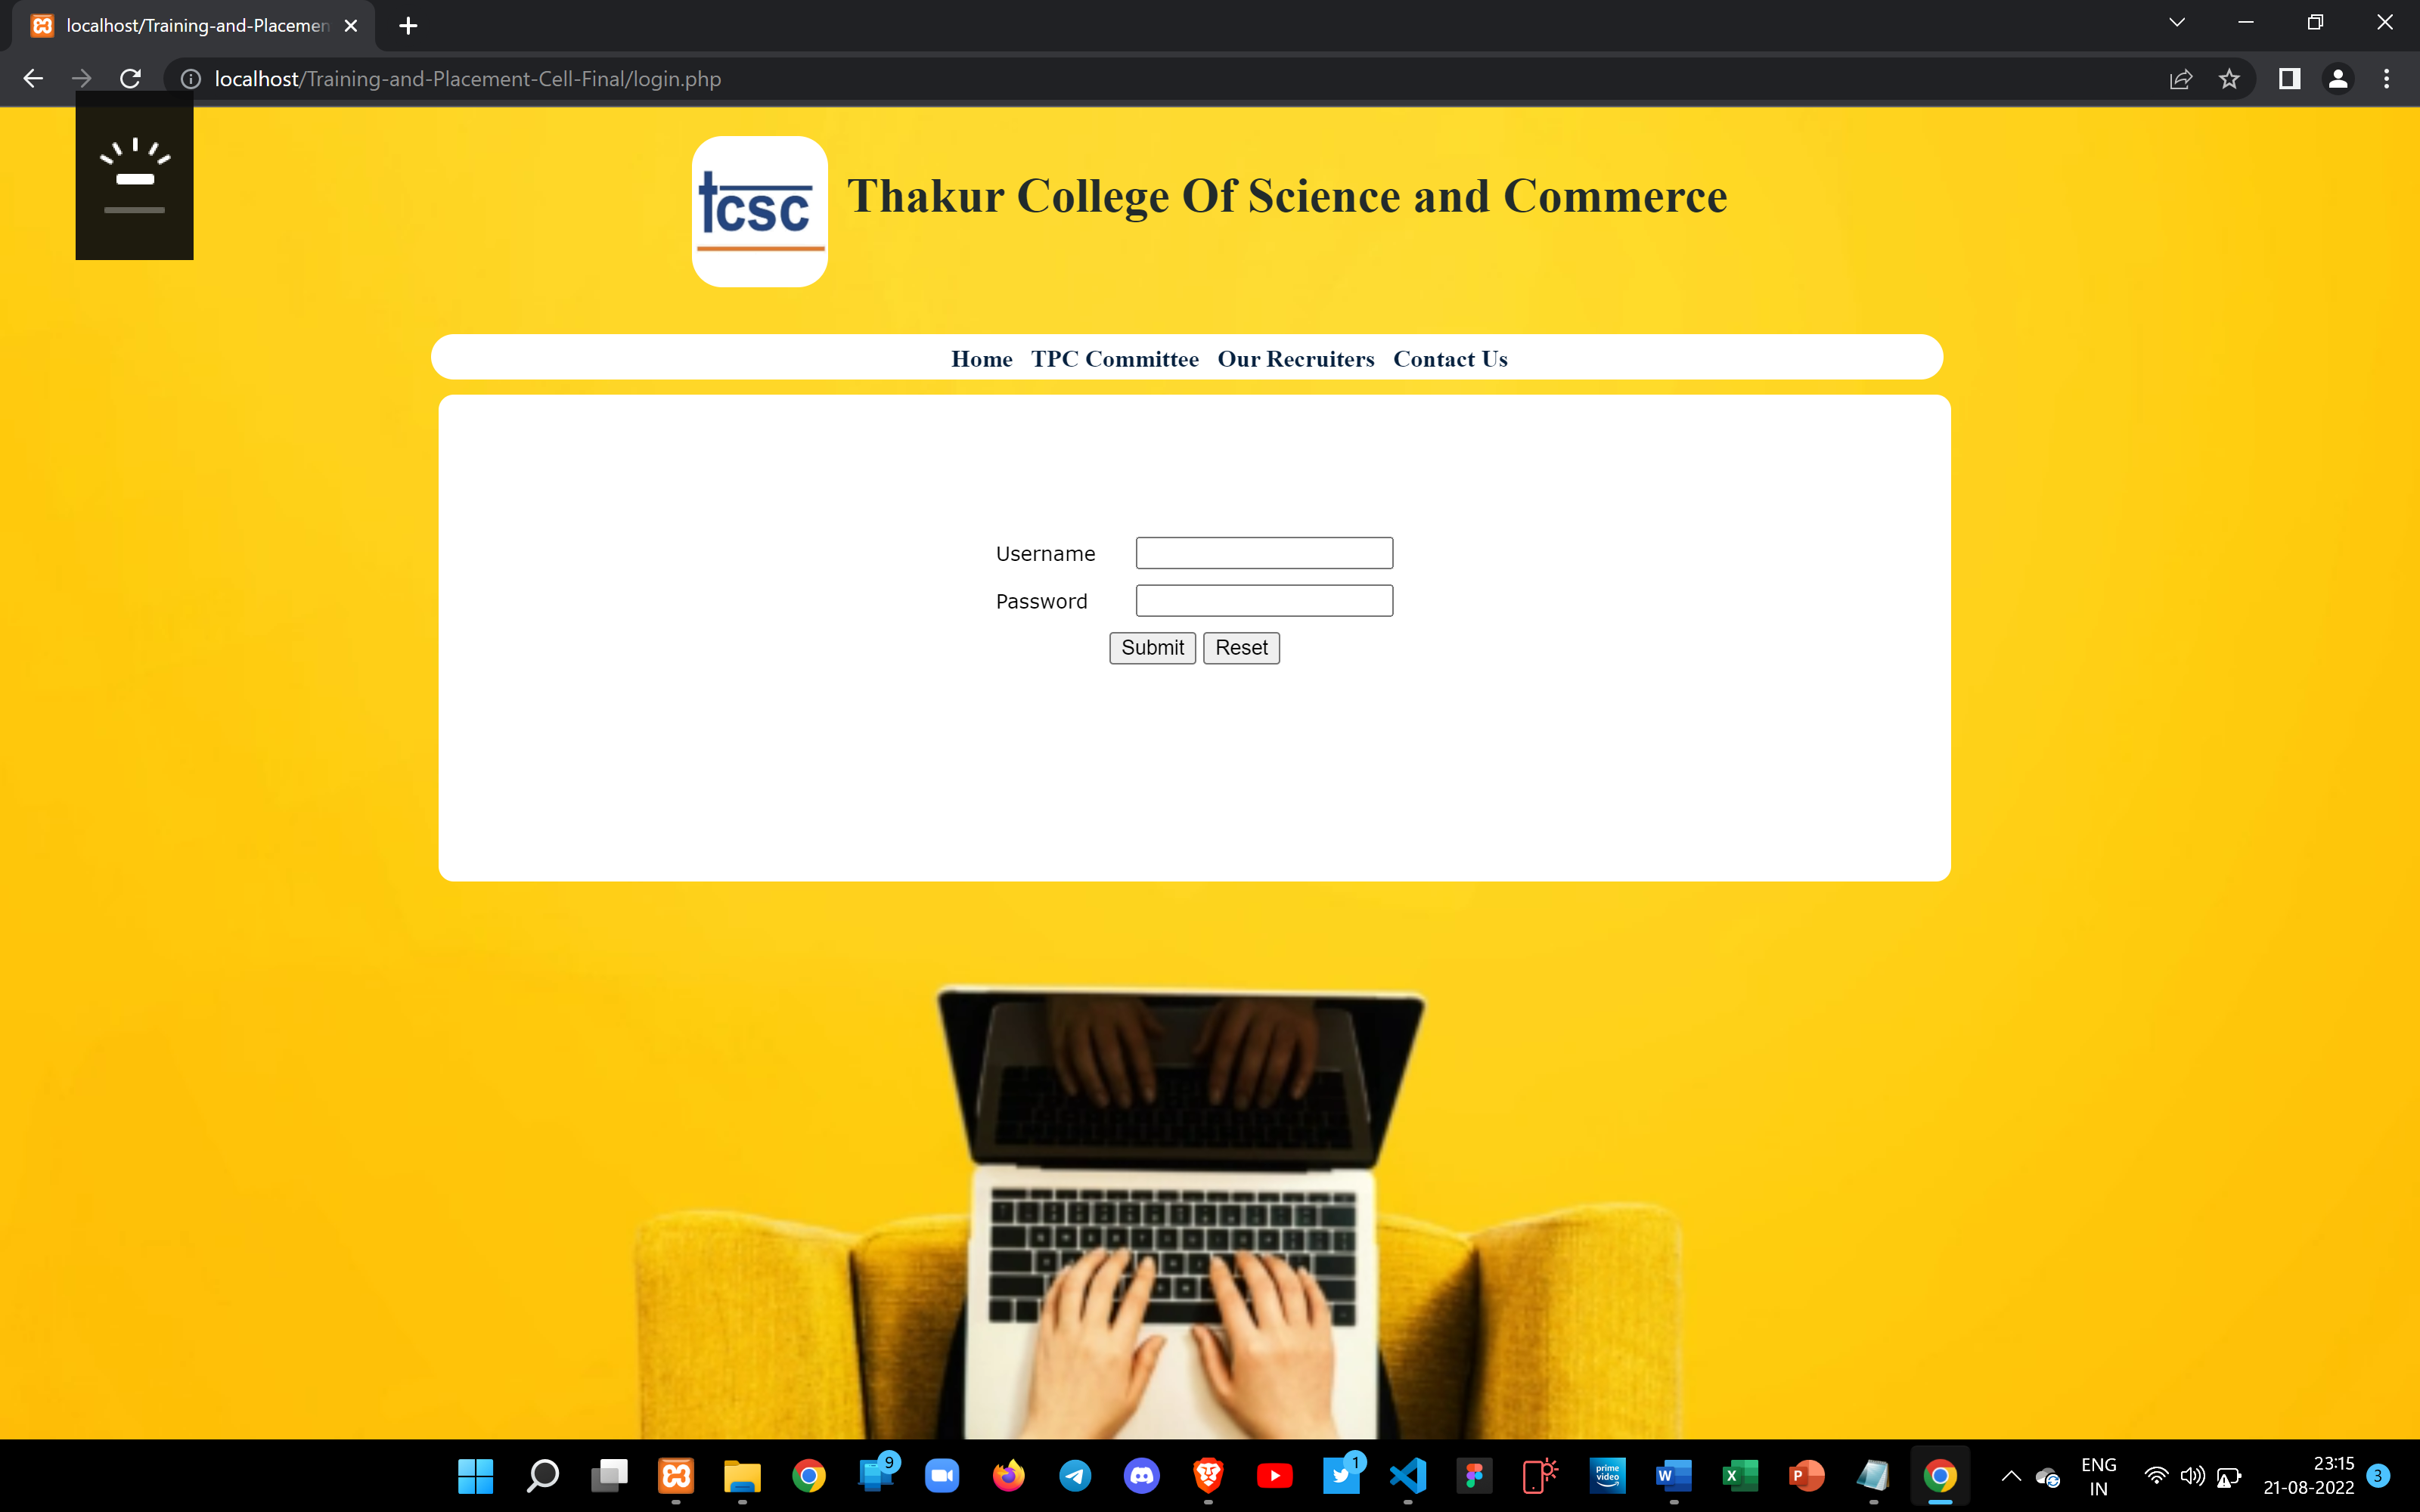 localhost/Training-and-Placemen
localhost/Training-and-Placement-Cell-Final/login.php
tcsc
Thakur College Of Science and Commerce
Home TPC Committee Our Recruiters Contact Us
Username
Password
Submit Reset
9
1
prime video
W
X
P
ENG
IN
23:15
21-08-2022
3